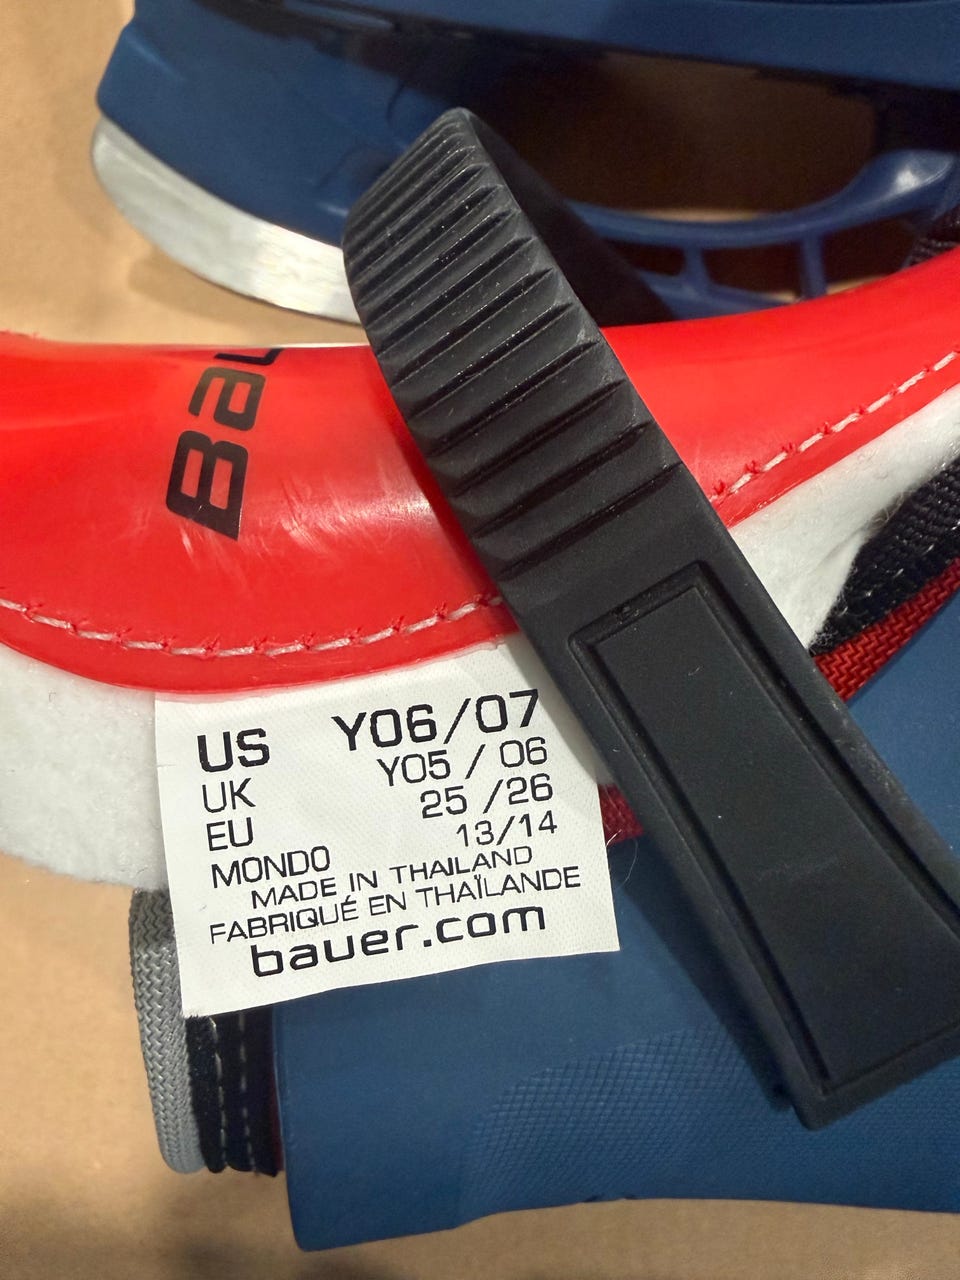 Bau
US Y06/07
UK Y05 / 06
EU 25 /26
MONDO 13/14
MADE IN THAILAND
FABRIQUÉ EN THAÏLANDE
bauer.com